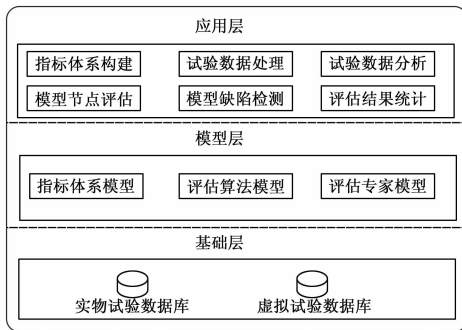 应用层
指标体系构建 试验数据处理 试验数据分析
模型节点评估 模型缺陷检测 评估结果统计
模型层
指标体系模型 评估算法模型 评估专家模型
基础层
实物试验数据库 虚拟试验数据库